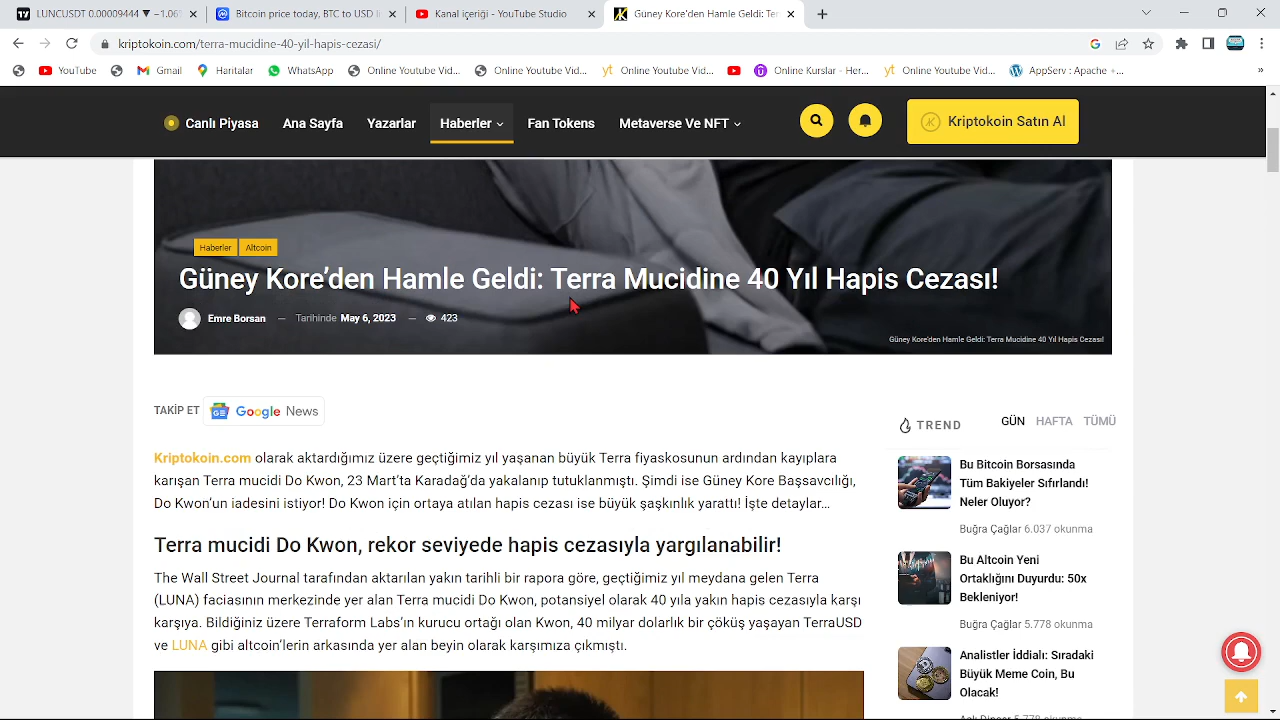 LUNCUSDT 0.00009444 ▼ −1.06
Bitcoin price today, BTC to USD li
Kanal içeriği - YouTube Studio
Güney Kore'den Hamle Geldi: Ter
kriptokoin.com/terra-mucidine-40-yil-hapis-cezasi/
YouTube
Gmail
Haritalar
WhatsApp
Online Youtube Vid...
Online Youtube Vid...
Online Youtube Vid...
Online Kurslar - Her...
Online Youtube Vid...
AppServ : Apache +...
»
Canlı Piyasa
Ana Sayfa
Yazarlar
Haberler
Fan Tokens
Metaverse Ve NFT
Kriptokoin Satın Al
Haberler
Altcoin
Güney Kore’den Hamle Geldi: Terra Mucidine 40 Yıl Hapis Cezası!
Emre Borsan — Tarihinde May 6, 2023 — 423
Güney Kore'den Hamle Geldi: Terra Mucidine 40 Yıl Hapis Cezası!
TAKİP ET Google News
Kriptokoin.com olarak aktardığımız üzere geçtiğimiz yıl yaşanan büyük Terra fiyaskosunun ardından kayıplara
karışan Terra mucidi Do Kwon, 23 Mart’ta Karadağ’da yakalanıp tutuklanmıştı. Şimdi ise Güney Kore Başsavcılığı,
Do Kwon’un iadesini istiyor! Do Kwon için ortaya atılan hapis cezası ise büyük şaşkınlık yarattı! İşte detaylar…
Terra mucidi Do Kwon, rekor seviyede hapis cezasıyla yargılanabilir!
The Wall Street Journal tarafından aktarılan yakın tarihli bir rapora göre, geçtiğimiz yıl meydana gelen Terra
(LUNA) faciasının merkezinde yer alan Terra mucidi Do Kwon, potansiyel olarak 40 yıla yakın hapis cezasıyla karşı
karşıya. Bildiğiniz üzere Terraform Labs’ın kurucu ortağı olan Kwon, 40 milyar dolarlık bir çöküş yaşayan TerraUSD
ve LUNA gibi altcoin’lerin arkasında yer alan beyin olarak karşımıza çıkmıştı.
TREND
GÜN HAFTA TÜMÜ
Bu Bitcoin Borsasında
Tüm Bakiyeler Sıfırlandı!
Neler Oluyor?
Buğra Çağlar 6.037 okunma
Bu Altcoin Yeni
Ortaklığını Duyurdu: 50x
Bekleniyor!
Buğra Çağlar 5.778 okunma
Analistler İddialı: Sıradaki
Büyük Meme Coin, Bu
Olacak!